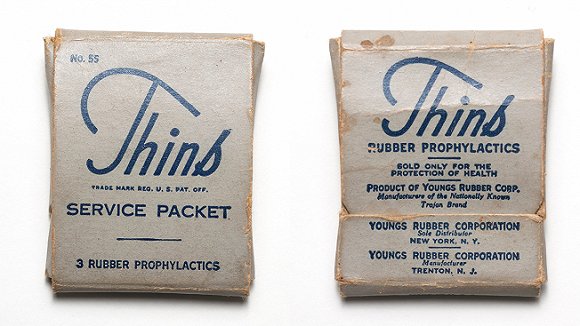 No. 55
Thins
TRADE MARK REG. U. S. PAT. OFF.
SERVICE PACKET
3 RUBBER PROPHYLACTICS
Thins
RUBBER PROPHYLACTICS
SOLD ONLY FOR THE
PROTECTION OF HEALTH
PRODUCT OF YOUNGS RUBBER CORP.
Manufacturers of the Nationally Known
Trojan Brand
YOUNGS RUBBER CORPORATION
Sole Distributor
NEW YORK, N. Y.
YOUNGS RUBBER CORPORATION
Manufacturer
TRENTON, N. J.